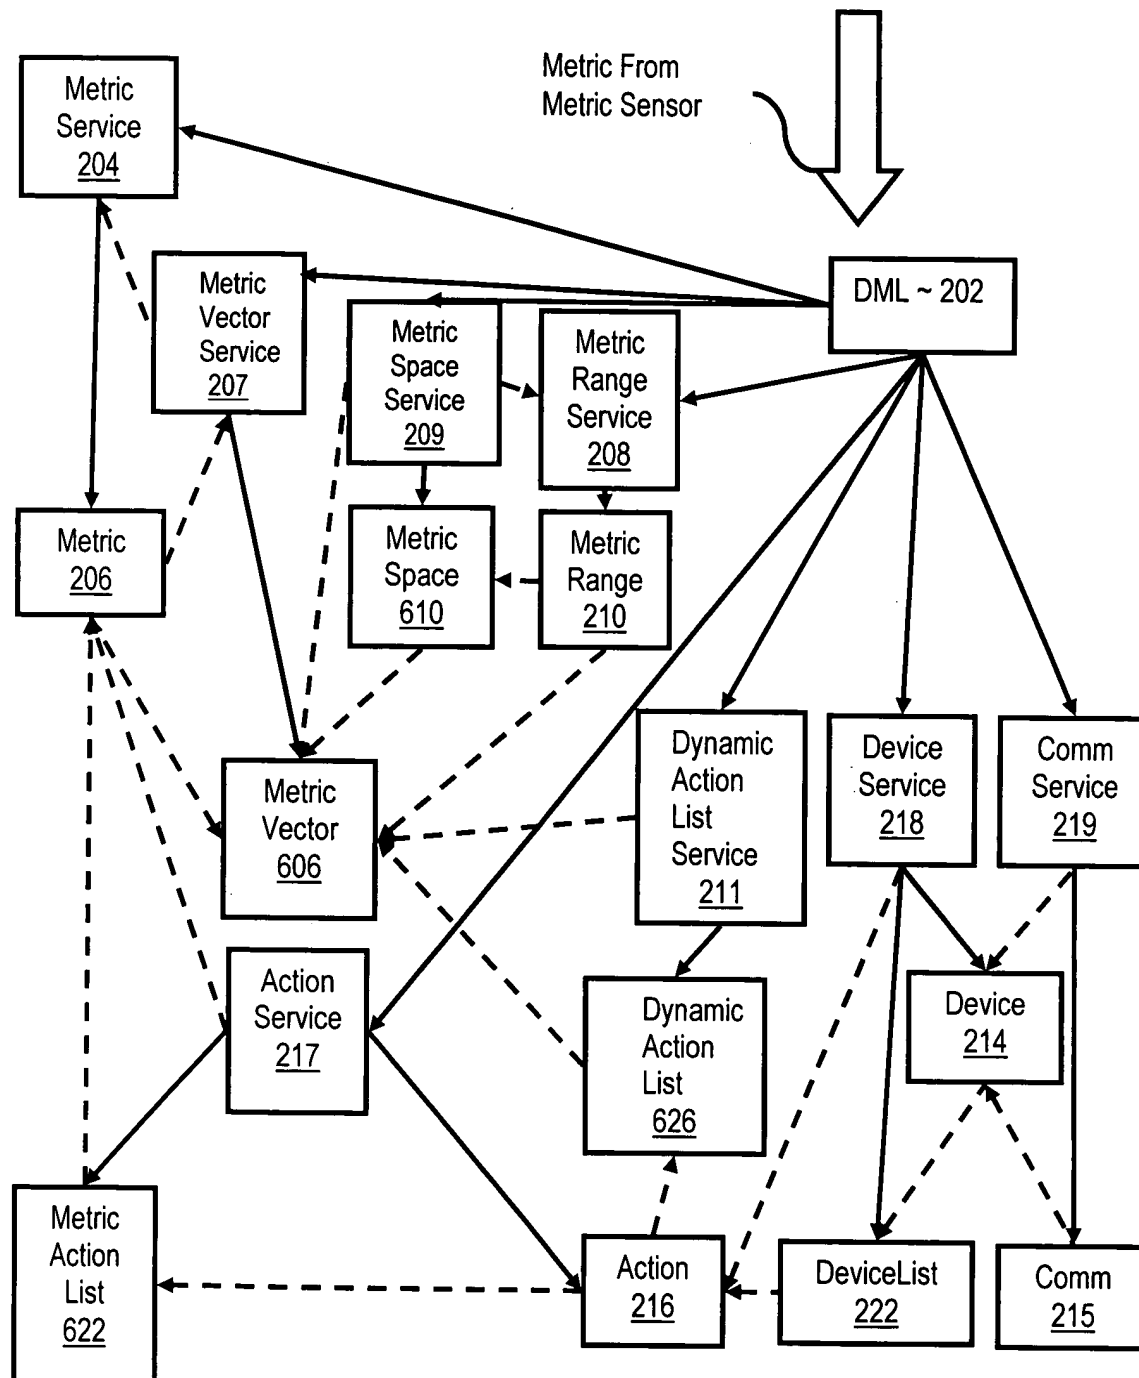 Metric From
Metric Sensor
Metric
Service
204
DML ~ 202
Metric
Vector
Service
207
Metric
Space
Service
209
Metric
Range
Service
208
Metric
206
Metric
Space
610
Metric
Range
210
Metric
Vector
606
Dynamic
Action
List
Service
211
Device
Service
218
Comm
Service
219
Action
Service
217
Dynamic
Action
List
626
Device
214
Metric
Action
List
622
Action
216
DeviceList
222
Comm
215